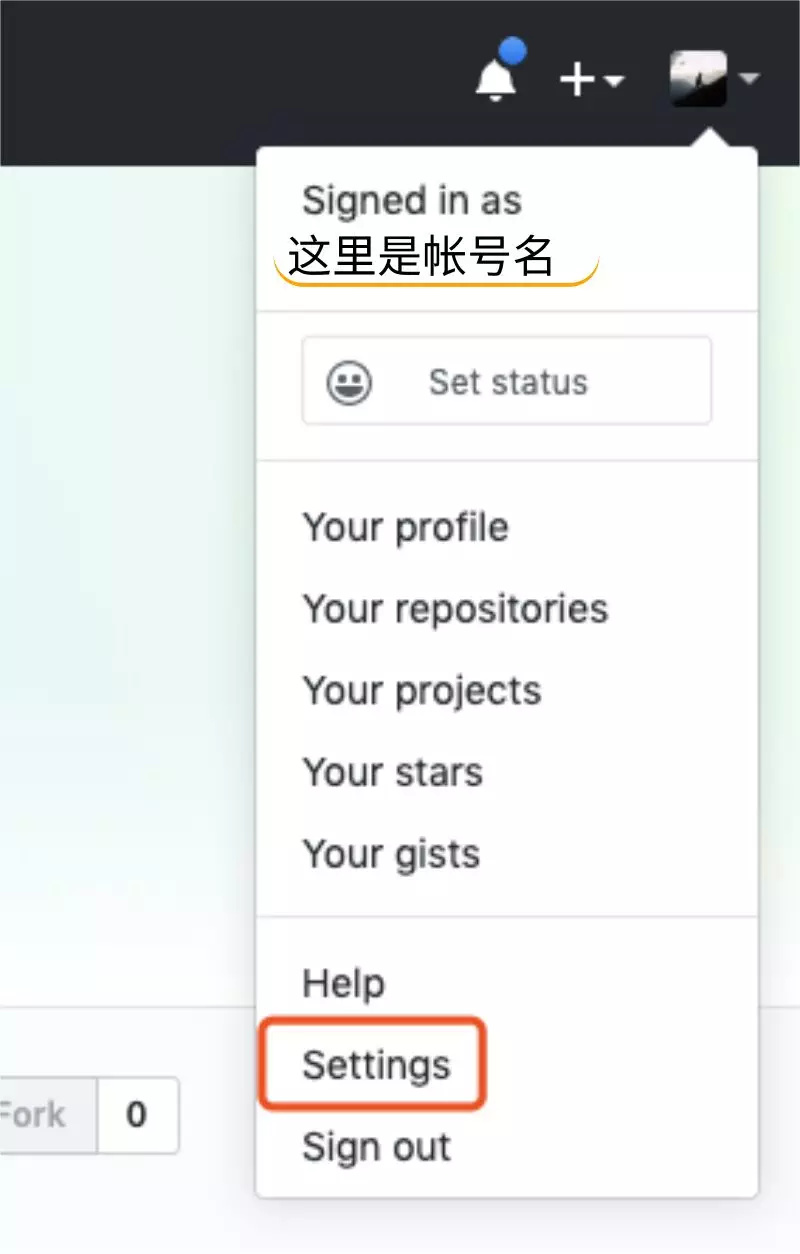 Signed in as
这里是帐号名
Set status
Your profile
Your repositories
Your projects
Your stars
Your gists
Help
Settings
Fork 0
Sign out